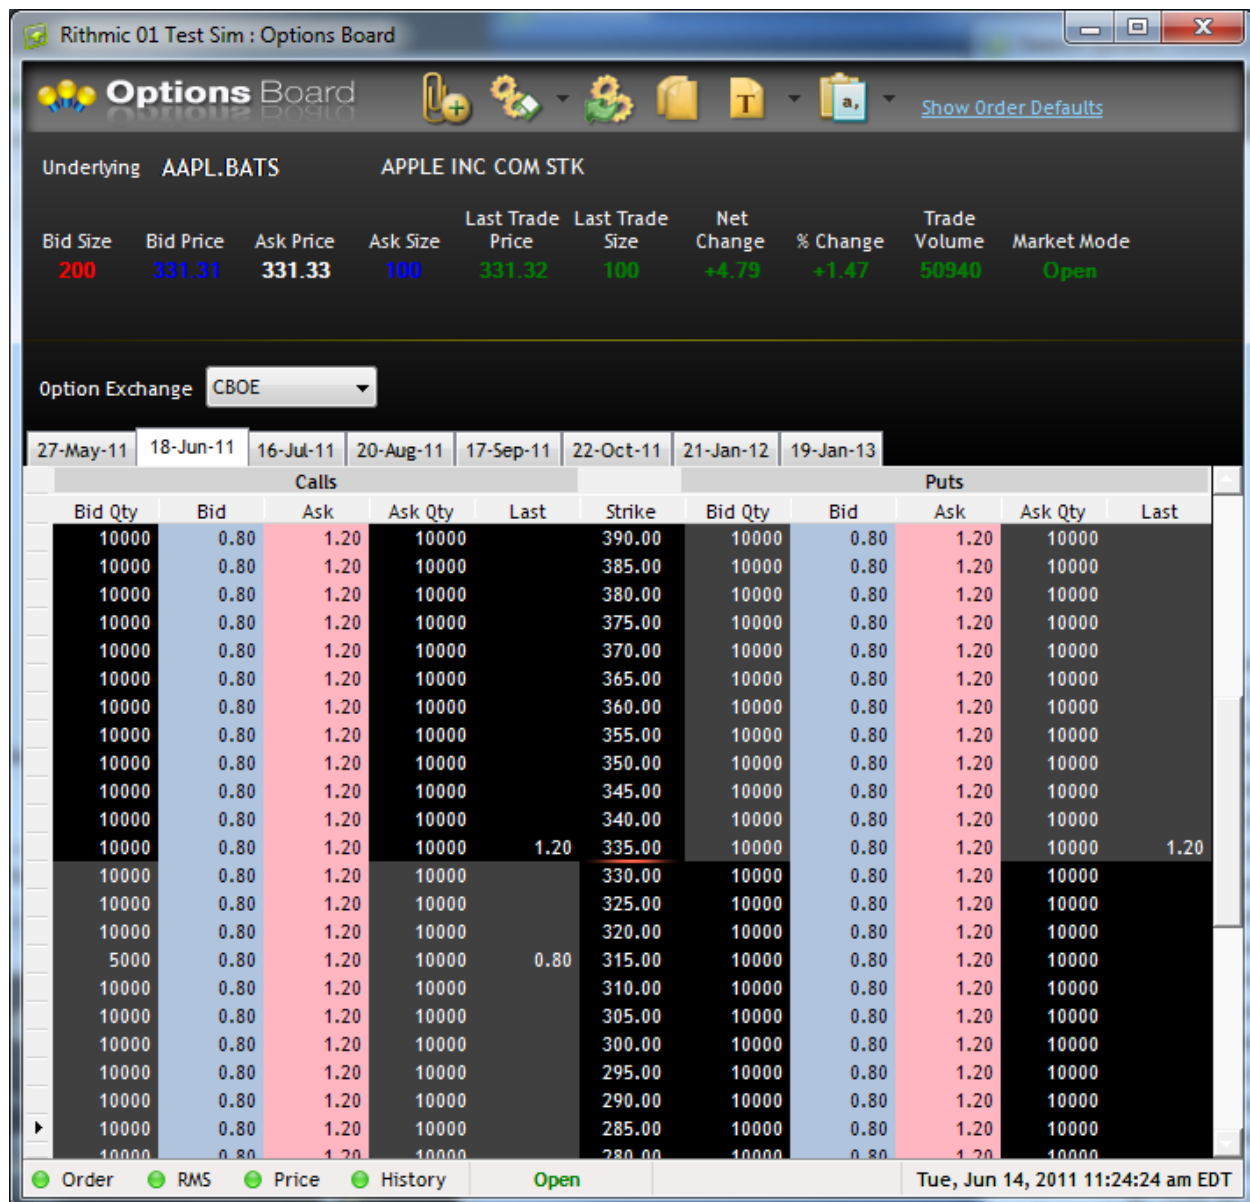 Rithmic 01 Test Sim : Options Board
X
Options Board
T
a,
Show Order Defaults
Underlying AAPL.BATS APPLE INC COM STK
Last Trade Last Trade Net Trade
Bid Size Bid Price Ask Price Ask Size Price Size Change % Change Volume Market Mode
200 331.31 331.33 100 331.32 100 +4.79 +1.47 50940 Open
Option Exchange CBOE
27-May-11 18-Jun-11 16-Jul-11 20-Aug-11 17-Sep-11 22-Oct-11 21-Jan-12 19-Jan-13
Calls Puts
Bid Qty Bid Ask Ask Qty Last Strike Bid Qty Bid Ask Ask Qty Last
10000 0.80 1.20 10000 390.00 10000 0.80 1.20 10000
10000 0.80 1.20 10000 385.00 10000 0.80 1.20 10000
10000 0.80 1.20 10000 380.00 10000 0.80 1.20 10000
10000 0.80 1.20 10000 375.00 10000 0.80 1.20 10000
10000 0.80 1.20 10000 370.00 10000 0.80 1.20 10000
10000 0.80 1.20 10000 365.00 10000 0.80 1.20 10000
10000 0.80 1.20 10000 360.00 10000 0.80 1.20 10000
10000 0.80 1.20 10000 355.00 10000 0.80 1.20 10000
10000 0.80 1.20 10000 350.00 10000 0.80 1.20 10000
10000 0.80 1.20 10000 345.00 10000 0.80 1.20 10000
10000 0.80 1.20 10000 340.00 10000 0.80 1.20 10000
10000 0.80 1.20 10000 1.20 335.00 10000 0.80 1.20 10000 1.20
10000 0.80 1.20 10000 330.00 10000 0.80 1.20 10000
10000 0.80 1.20 10000 325.00 10000 0.80 1.20 10000
10000 0.80 1.20 10000 320.00 10000 0.80 1.20 10000
5000 0.80 1.20 10000 0.80 315.00 10000 0.80 1.20 10000
10000 0.80 1.20 10000 310.00 10000 0.80 1.20 10000
10000 0.80 1.20 10000 305.00 10000 0.80 1.20 10000
10000 0.80 1.20 10000 300.00 10000 0.80 1.20 10000
10000 0.80 1.20 10000 295.00 10000 0.80 1.20 10000
10000 0.80 1.20 10000 290.00 10000 0.80 1.20 10000
10000 0.80 1.20 10000 285.00 10000 0.80 1.20 10000
10000 0.80 1.20 10000 280.00 10000 0.80 1.20 10000
Order RMS Price History Open Tue, Jun 14, 2011 11:24:24 am EDT